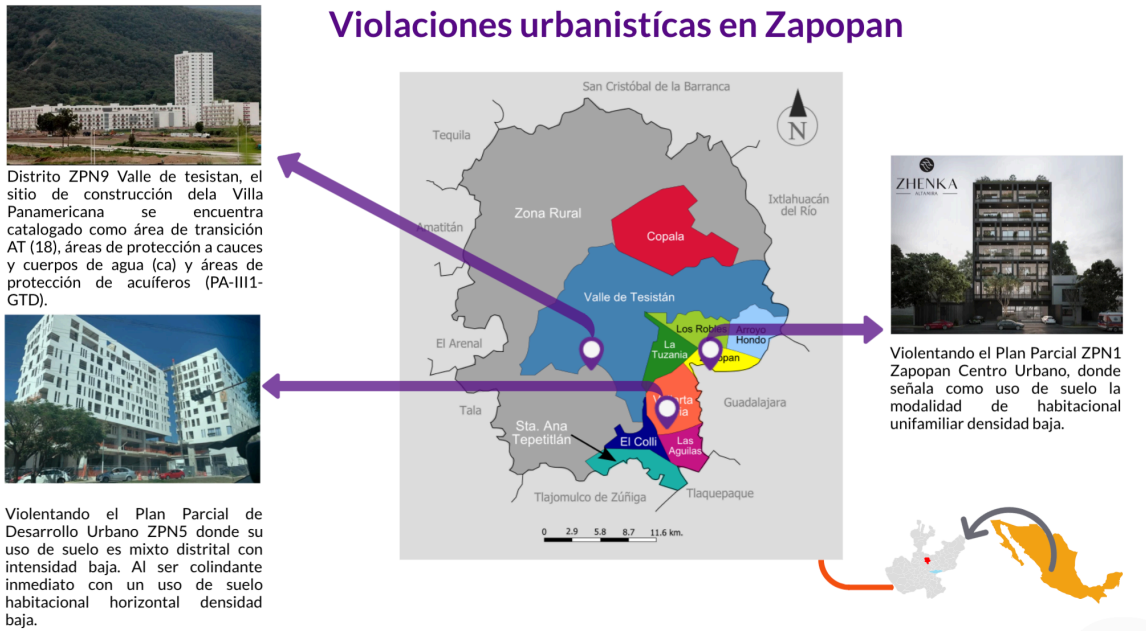 Violaciones urbanistícas en Zapopan
Distrito ZPN9 Valle de tesistan, el
sitio de construcción dela Villa
Panamericana se encuentra
catalogado como área de transición
AT (18), áreas de protección a cauces
y cuerpos de agua (ca) y áreas de
protección de acuíferos (PA-III1-
GTD).
Violentando el Plan Parcial de
Desarrollo Urbano ZPN5 donde su
uso de suelo es mixto distrital con
intensidad baja. Al ser colindante
inmediato con un uso de suelo
habitacional horizontal densidad
baja.
San Cristóbal de la Barranca
N
Tequila
Ixtlahuacán
del Río
Zona Rural
Amatitán
Copala
Valle de Tesistán
Los Robles
Arroyo
Hondo
El Arenal
La
Tuzania
Guadalajara
Tala
Sta. Ana
Tepetitlán
El Colli
Las
Aguilas
Tlajomulco de Zúñiga
Tlaquepaque
0 2.9 5.8 8.7 11.6 km.
ZHENKA
ALTAMIRA
Violentando el Plan Parcial ZPN1
Zapopan Centro Urbano, donde
señala como uso de suelo la
modalidad de habitacional
unifamiliar densidad baja.